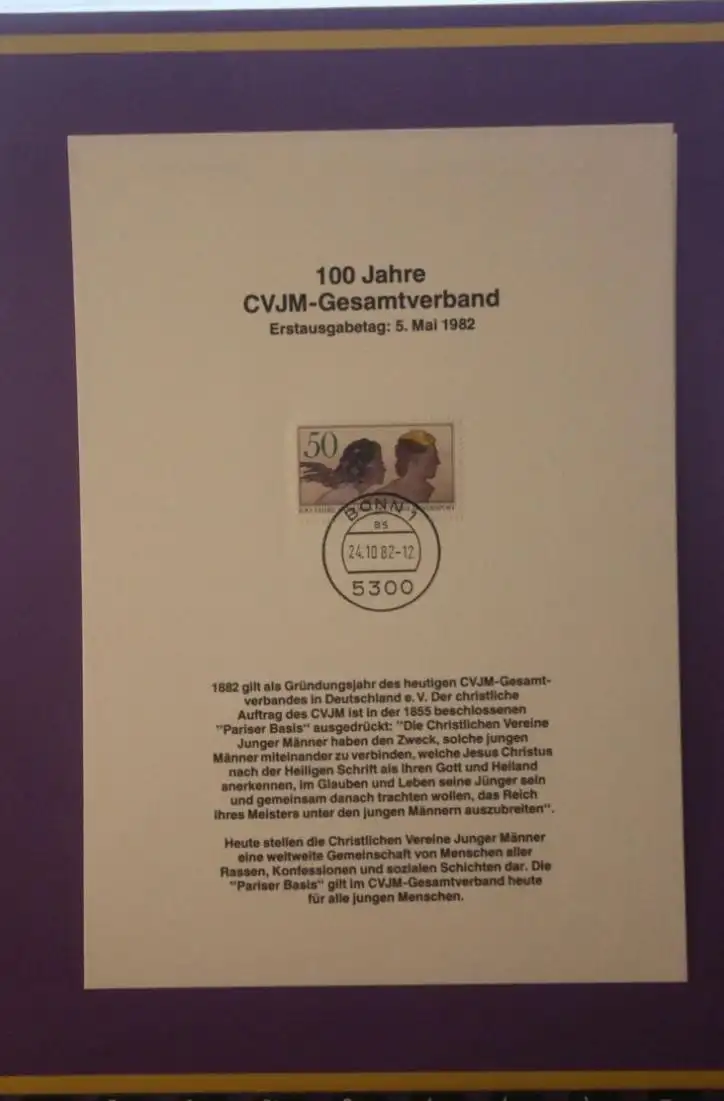 100 Jahre
CVJM-Gesamtverband
Erstausgabetag: 5. Mai 1982
50
BONN 1
as
24.10 82-12
5300
1882 gilt als Gründungsjahr des heutigen CVJM-Gesamt-
verbandes in Deutschland e. V. Der christliche
Auftrag des CVJM ist in der 1855 beschlossenen
"Pariser Basis" ausgedrückt: "Die Christlichen Vereine
Junger Männer haben den Zweck, solche jungen
Männer miteinander zu verbinden, welche Jesus Christus
nach der Heiligen Schrift als ihren Gott und Heiland
anerkennen, im Glauben und Leben seine Jünger sein
und gemeinsam danach trachten wollen, das Reich
ihres Meisters unter den jungen Männern auszubreiten".
Heute stellen die Christlichen Vereine Junger Männer
eine weltweite Gemeinschaft von Menschen aller
Rassen, Konfessionen und sozialen Schichten dar. Die
"Pariser Basis" gilt im CVJM-Gesamtverband heute
für alle jungen Menschen.